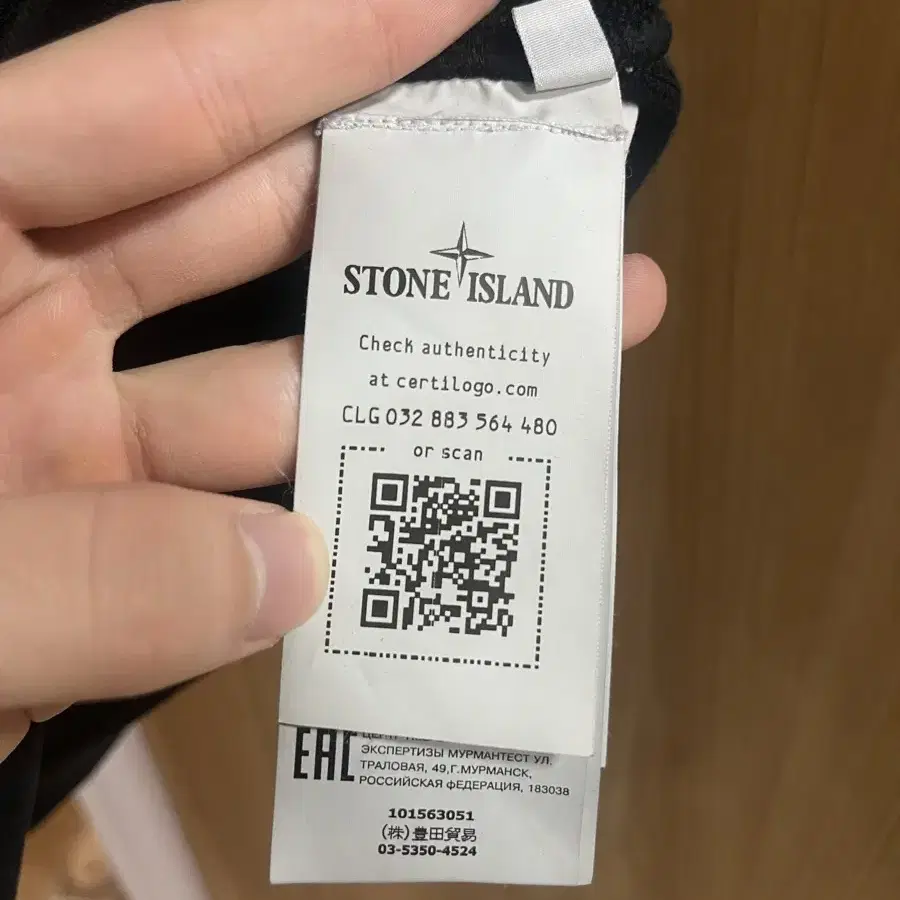 STONE ISLAND
Check authenticity
at certilogo.com
CLG 032 883 564 480
or scan
EAC
ЭКСПЕРТИЗЫ МУРМАНТЕСТ УЛ.
ТРАЛОВАЯ, 49,Г.МУРМАНСК,
РОССИЙСКАЯ ФЕДЕРАЦИЯ, 183038
101563051
(株)豊田貿易
03-5350-4524